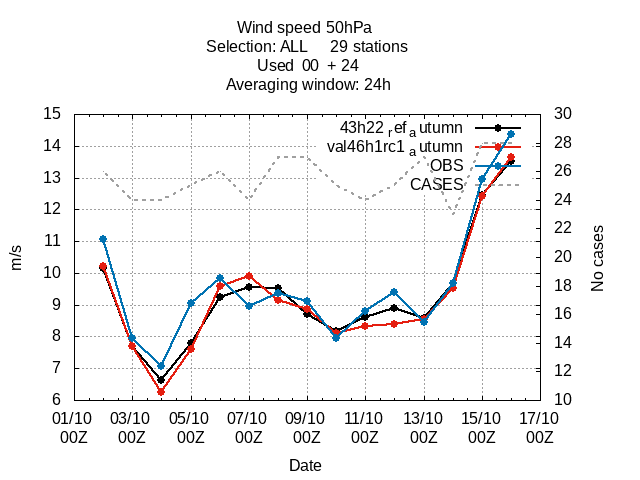 Wind speed 50hPa
Selection: ALL 29 stations
Used 00 + 24
Averaging window: 24h
15 30
14 28
13 26
12 24
11 22
10 20
9 18
8 16
7 14
6 12
10
43h22 ref a utumn
val46h1rc1 a utumn
OBS
CASES
m/s
No cases
01/10 03/10 05/10 07/10 09/10 11/10 13/10 15/10 17/10
00Z 00Z 00Z 00Z 00Z 00Z 00Z 00Z 00Z
Date